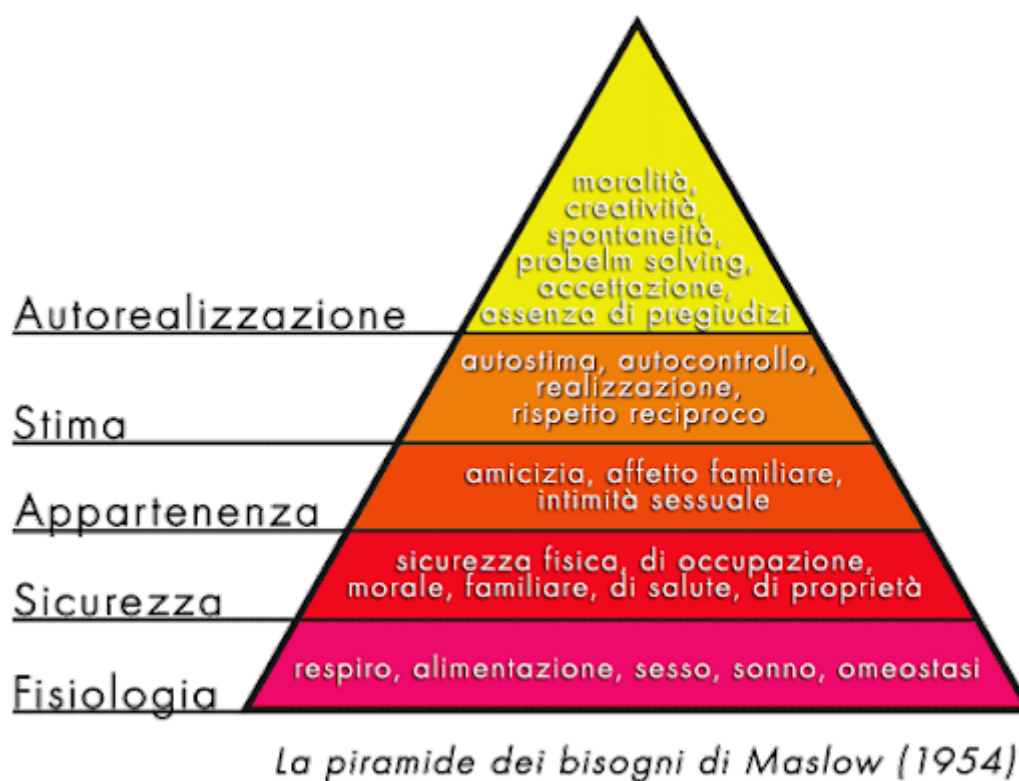 moralità,
creatività,
spontaneità,
probelm solving,
accettazione,
assenza di pregiudizi
Autorealizzazione
autostima, autocontrollo,
realizzazione,
rispetto reciproco
Stima
amicizia, affetto familiare,
intimità sessuale
Appartenenza
sicurezza fisica, di occupazione,
morale, familiare, di salute, di proprietà
Sicurezza
respiro, alimentazione, sesso, sonno, omeostasi
Fisiologia
La piramide dei bisogni di Maslow (1954)